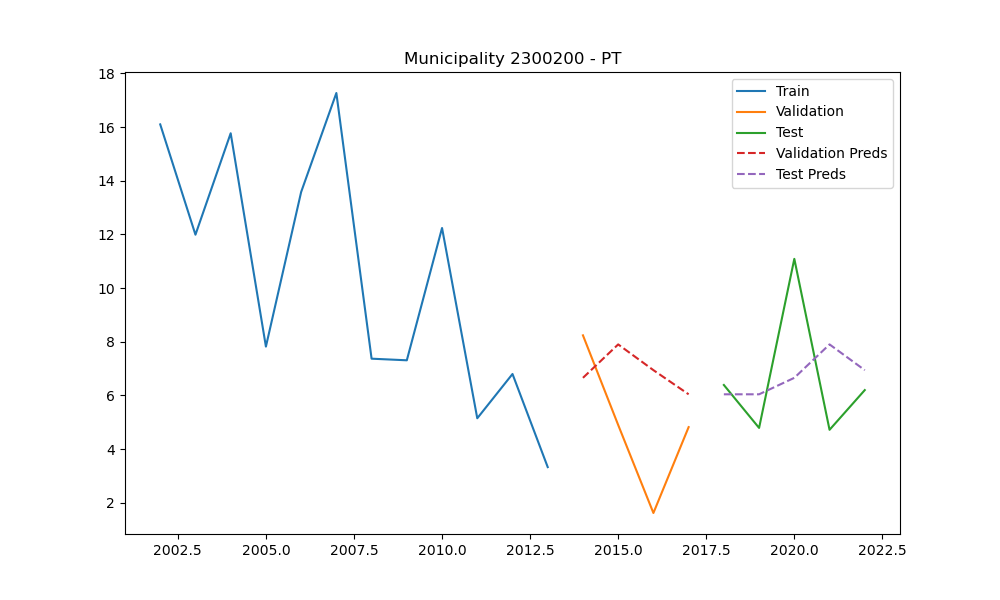 Municipality 2300200 - PT
18
16
14
12
10
8
6
4
2
Train
Validation
Test
Validation Preds
Test Preds
2002.5 2005.0 2007.5 2010.0 2012.5 2015.0 2017.5 2020.0 2022.5